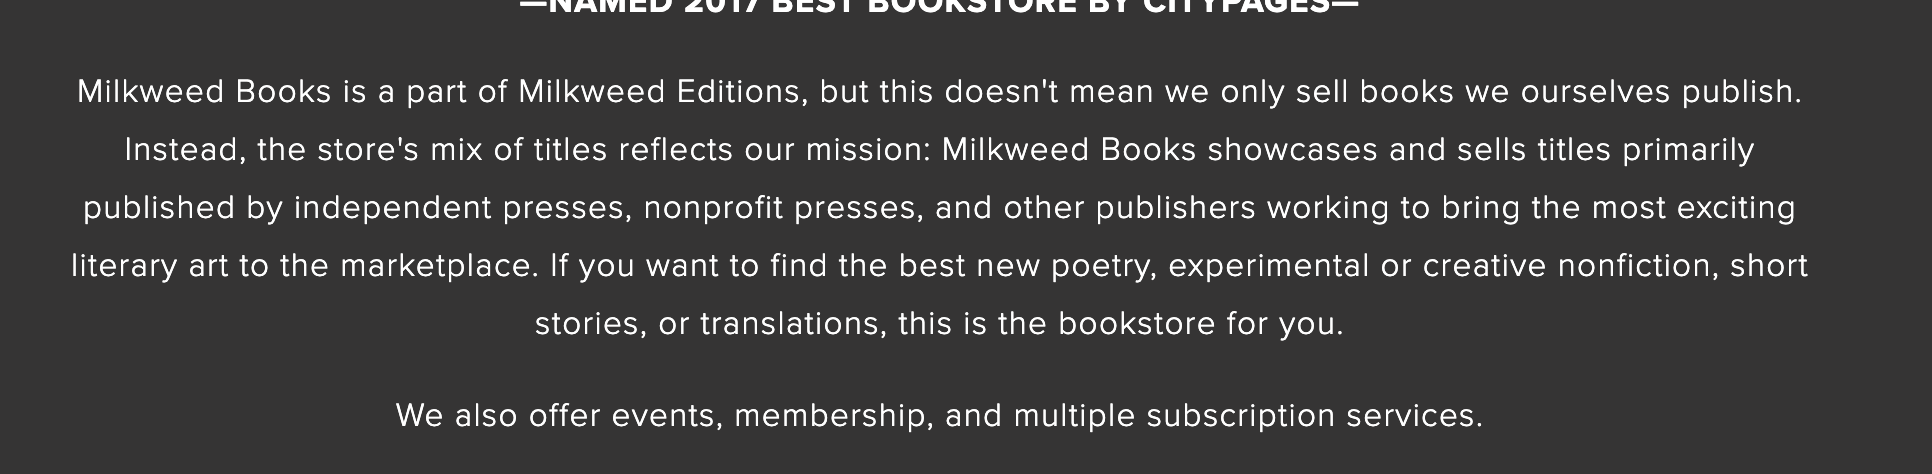 —NAMED 2017 BEST BOOKSTORE BY CITYPAGES—
Milkweed Books is a part of Milkweed Editions, but this doesn't mean we only sell books we ourselves publish.
Instead, the store's mix of titles reflects our mission: Milkweed Books showcases and sells titles primarily
published by independent presses, nonprofit presses, and other publishers working to bring the most exciting
literary art to the marketplace. If you want to find the best new poetry, experimental or creative nonfiction, short
stories, or translations, this is the bookstore for you.
We also offer events, membership, and multiple subscription services.